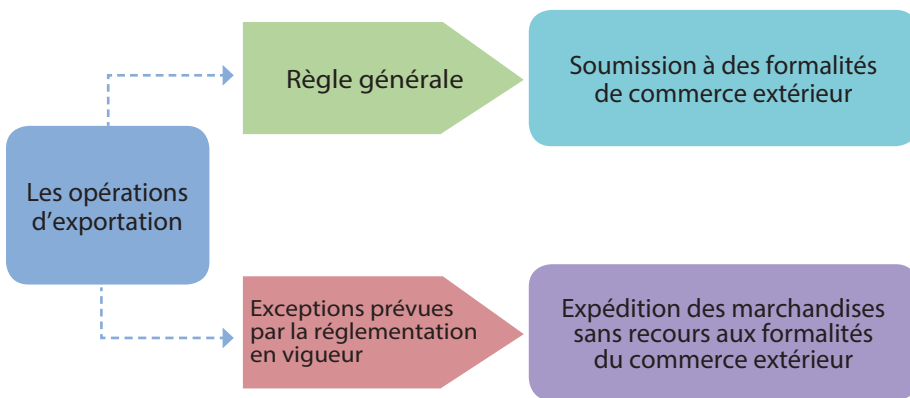 Les opérations
d’exportation
Règle générale
Soumission à des formalités
de commerce extérieur
Exceptions prévues
par la réglementation
en vigueur
Expédition des marchandises
sans recours aux formalités
du commerce extérieur